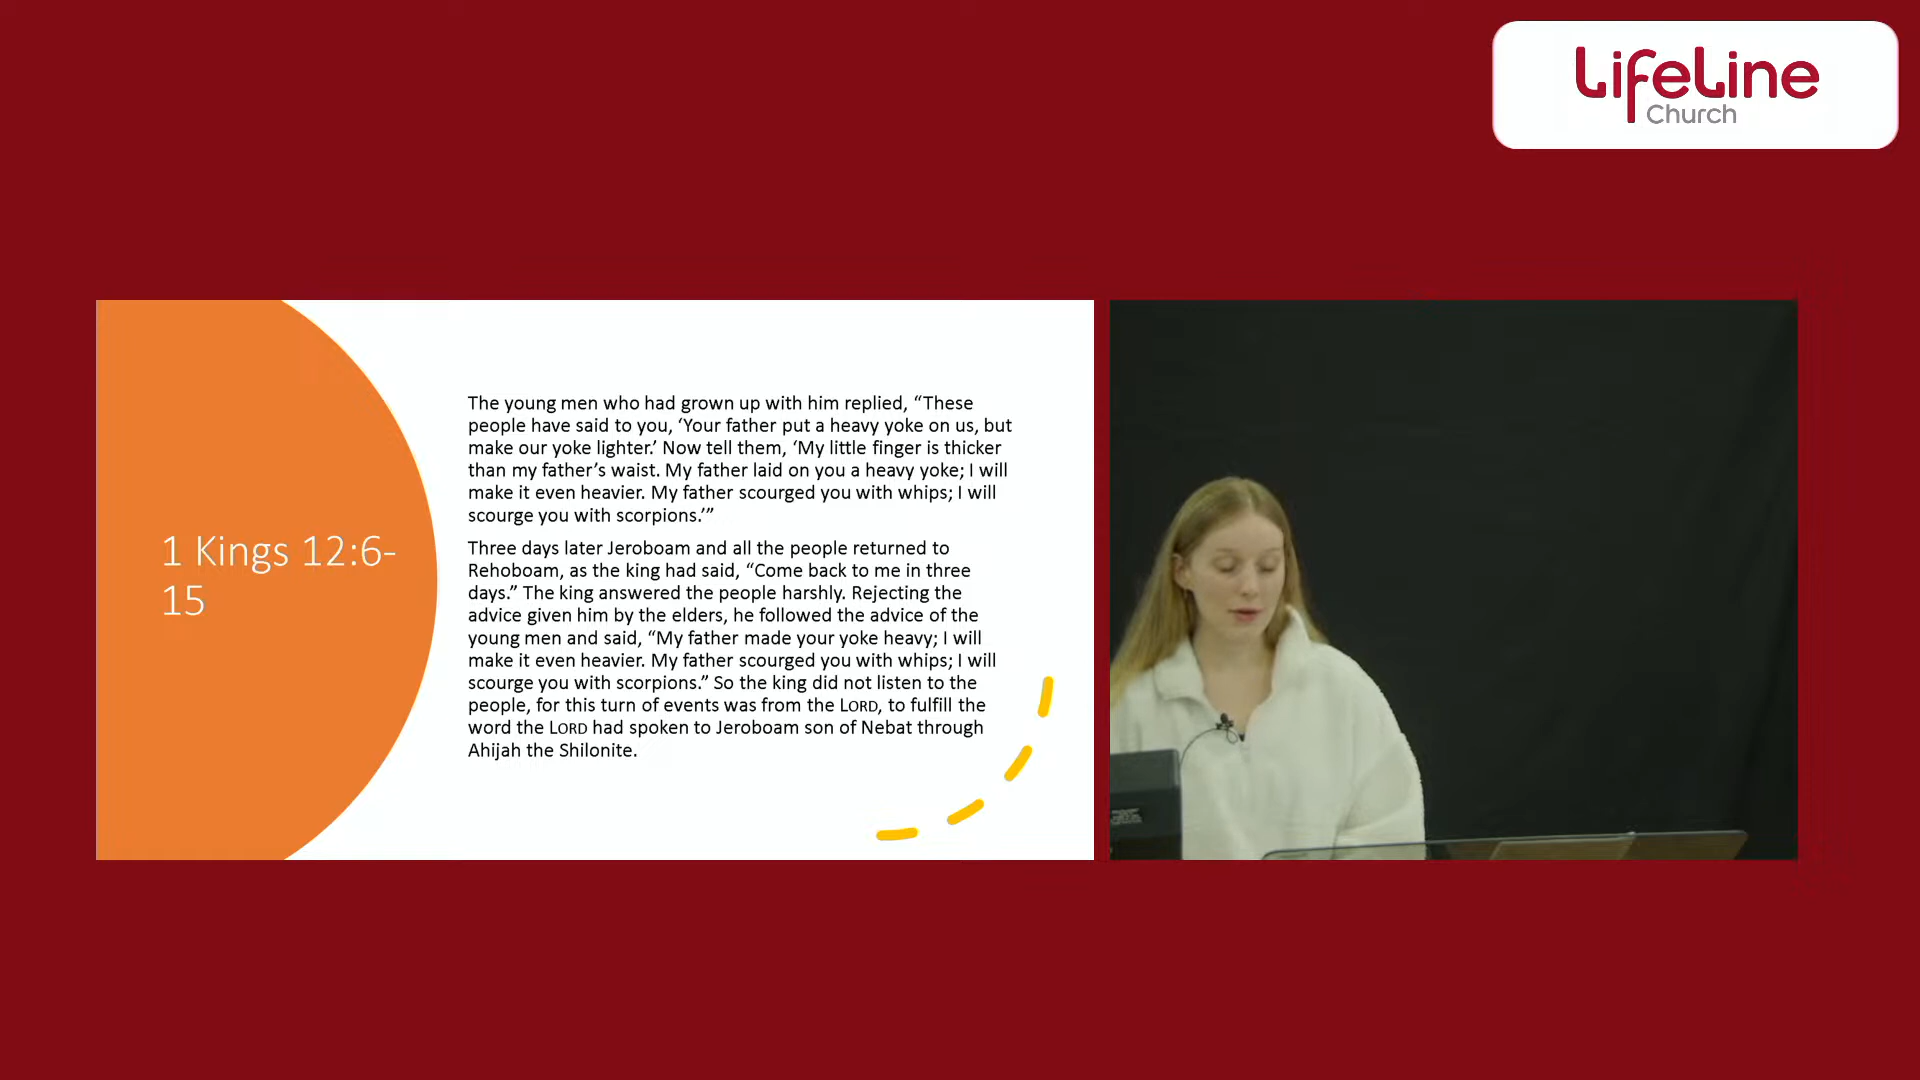 LifeLine
Church
1 Kings 12:6-
15
The young men who had grown up with him replied, “These
people have said to you, ‘Your father put a heavy yoke on us, but
make our yoke lighter.’ Now tell them, ‘My little finger is thicker
than my father’s waist. My father laid on you a heavy yoke; I will
make it even heavier. My father scourged you with whips; I will
scourge you with scorpions.’”
Three days later Jeroboam and all the people returned to
Rehoboam, as the king had said, “Come back to me in three
days.” The king answered the people harshly. Rejecting the
advice given him by the elders, he followed the advice of the
young men and said, “My father made your yoke heavy; I will
make it even heavier. My father scourged you with whips; I will
scourge you with scorpions.” So the king did not listen to the
people, for this turn of events was from the LORD, to fulfill the
word the LORD had spoken to Jeroboam son of Nebat through
Ahijah the Shilonite.